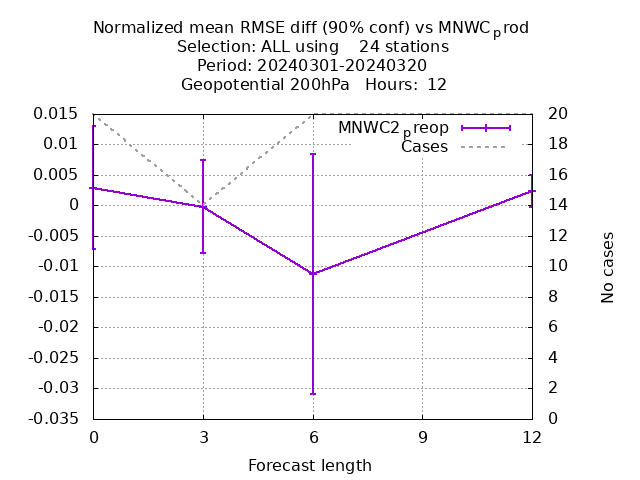 Normalized mean RMSE diff (90% conf) vs MNWCprod
Selection: ALL using    24 stations
Period: 20240301-20240320
Geopotential 200hPa   Hours:  12
MNWC2preop
Cases
0.015
0.01
0.005
0
-0.005
-0.01
-0.015
-0.02
-0.025
-0.03
-0.035
20
18
16
14
12
10
8
6
4
2
0
No cases
0 3 6 9 12
Forecast length